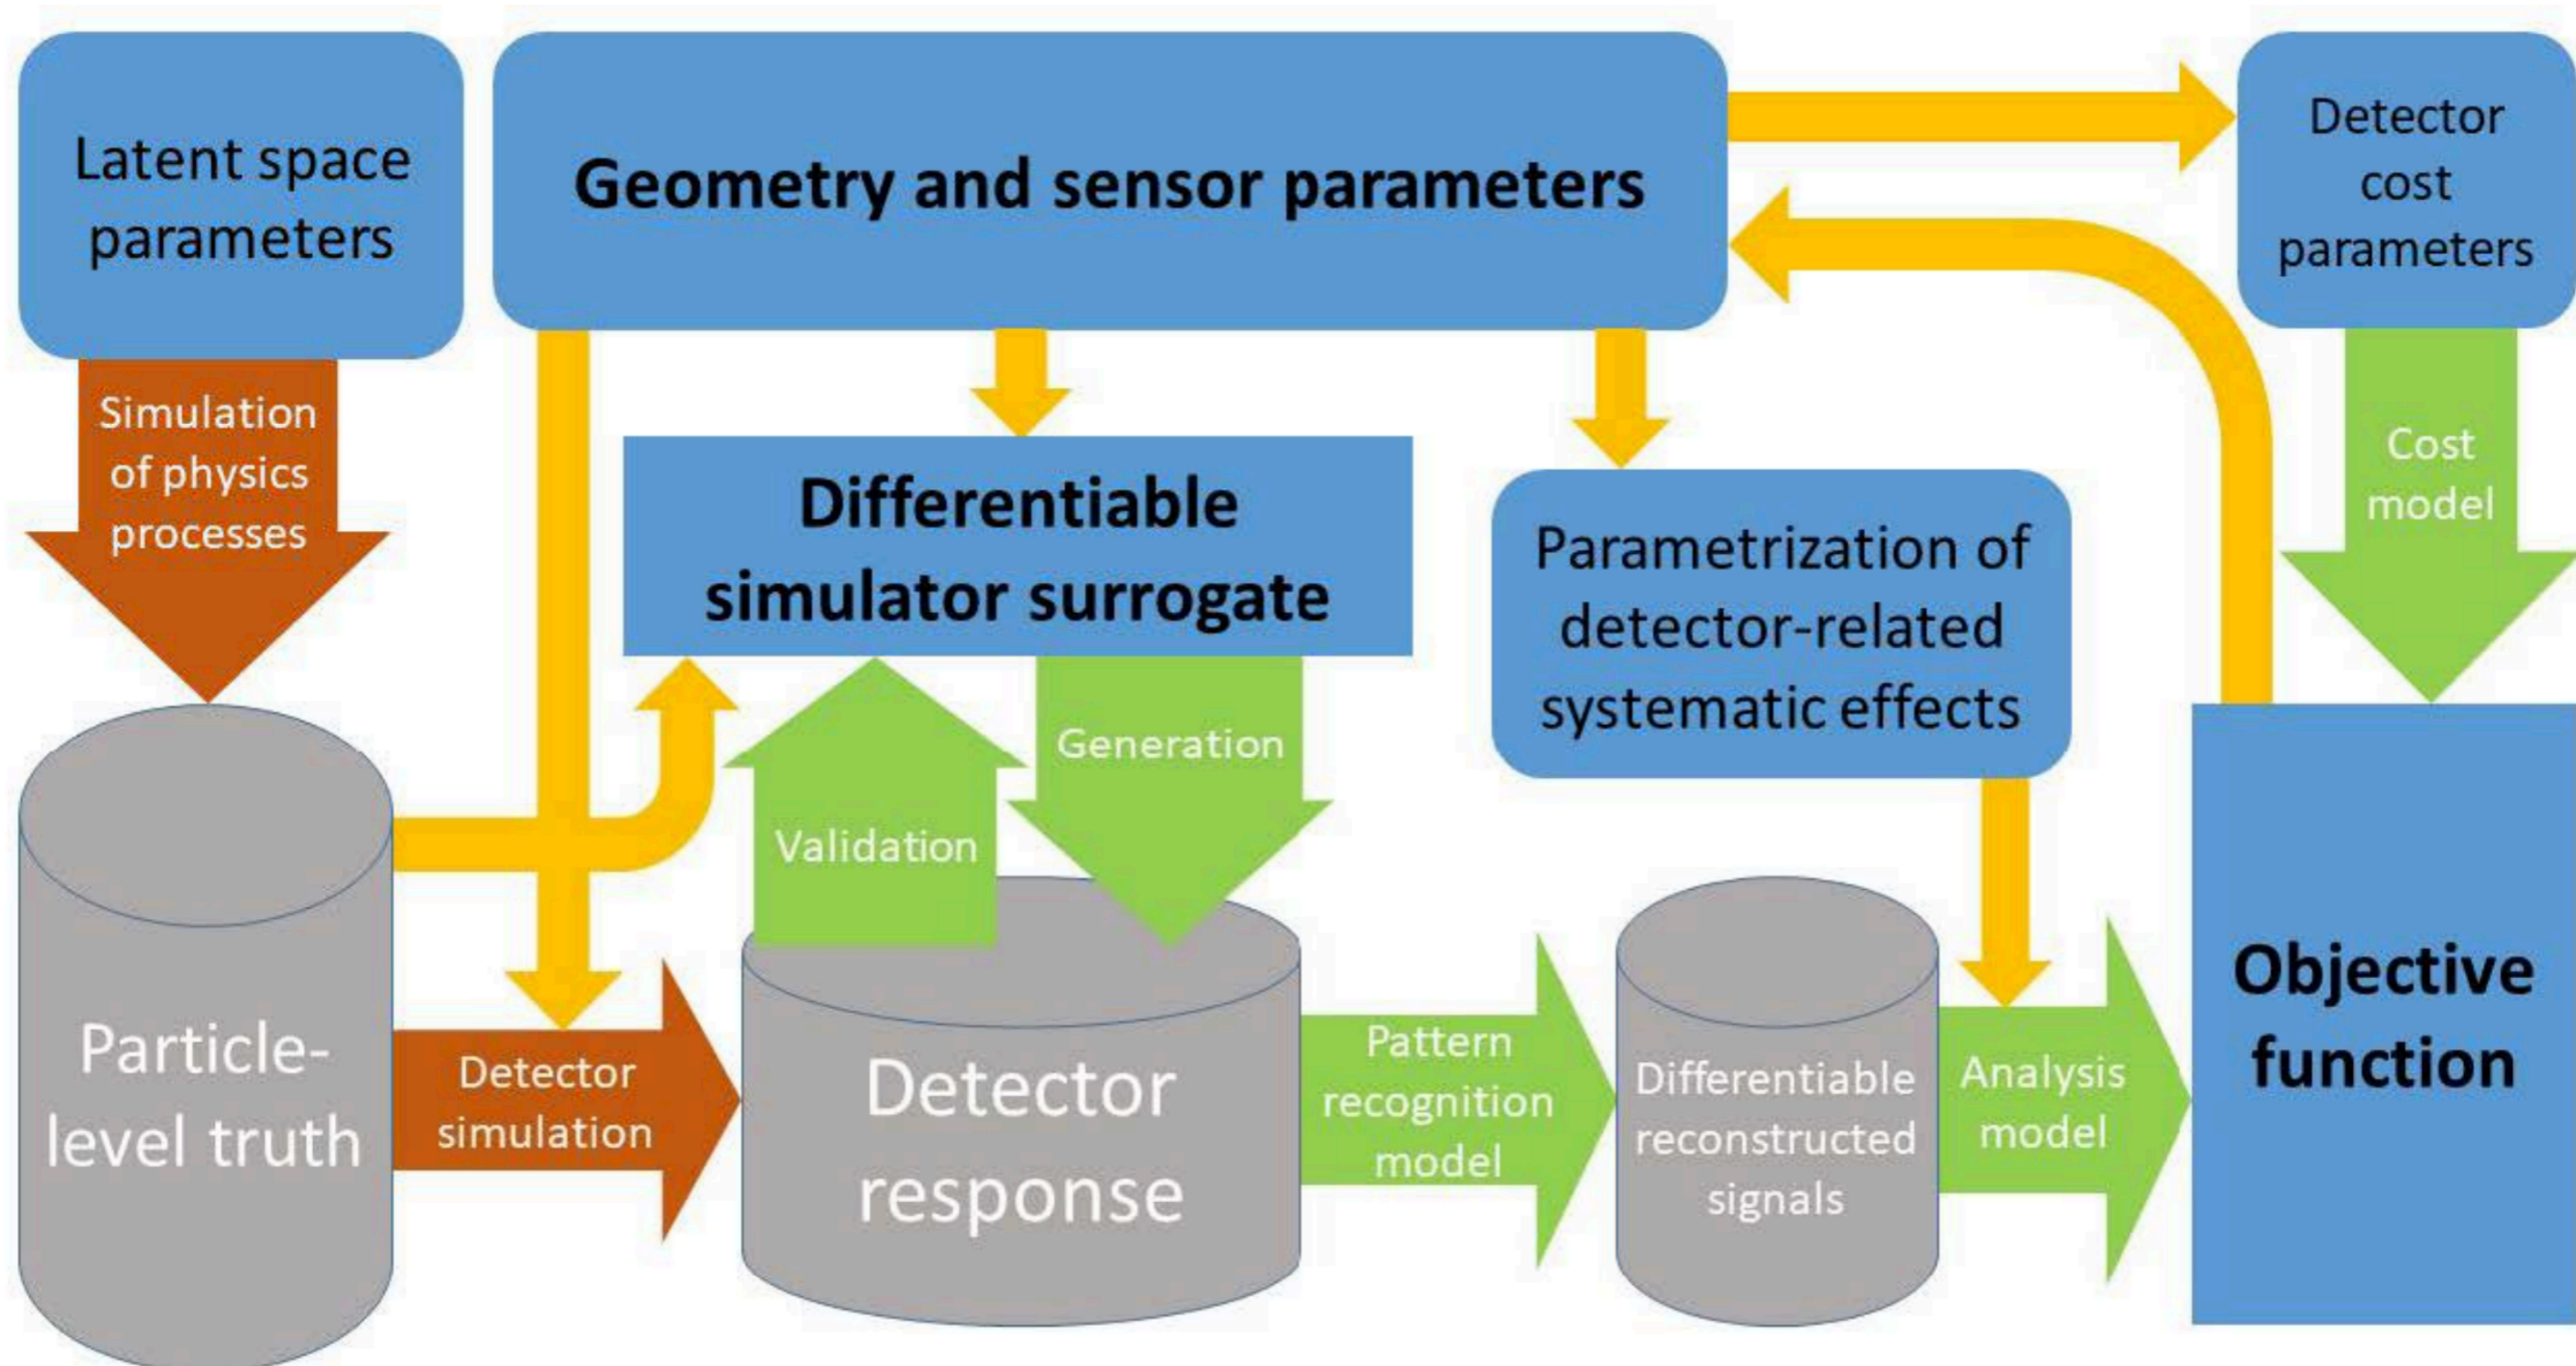 Latent space
parameters
Geometry and sensor parameters
Detector
cost
parameters
Simulation
of physics
processes
Differentiable
simulator surrogate
Parametrization of
detector-related
systematic effects
Cost
model
Validation
Generation
Particle-
level truth
Detector
simulation
Detector
response
Pattern
recognition
model
Differentiable
reconstructed
signals
Analysis
model
Objective
function